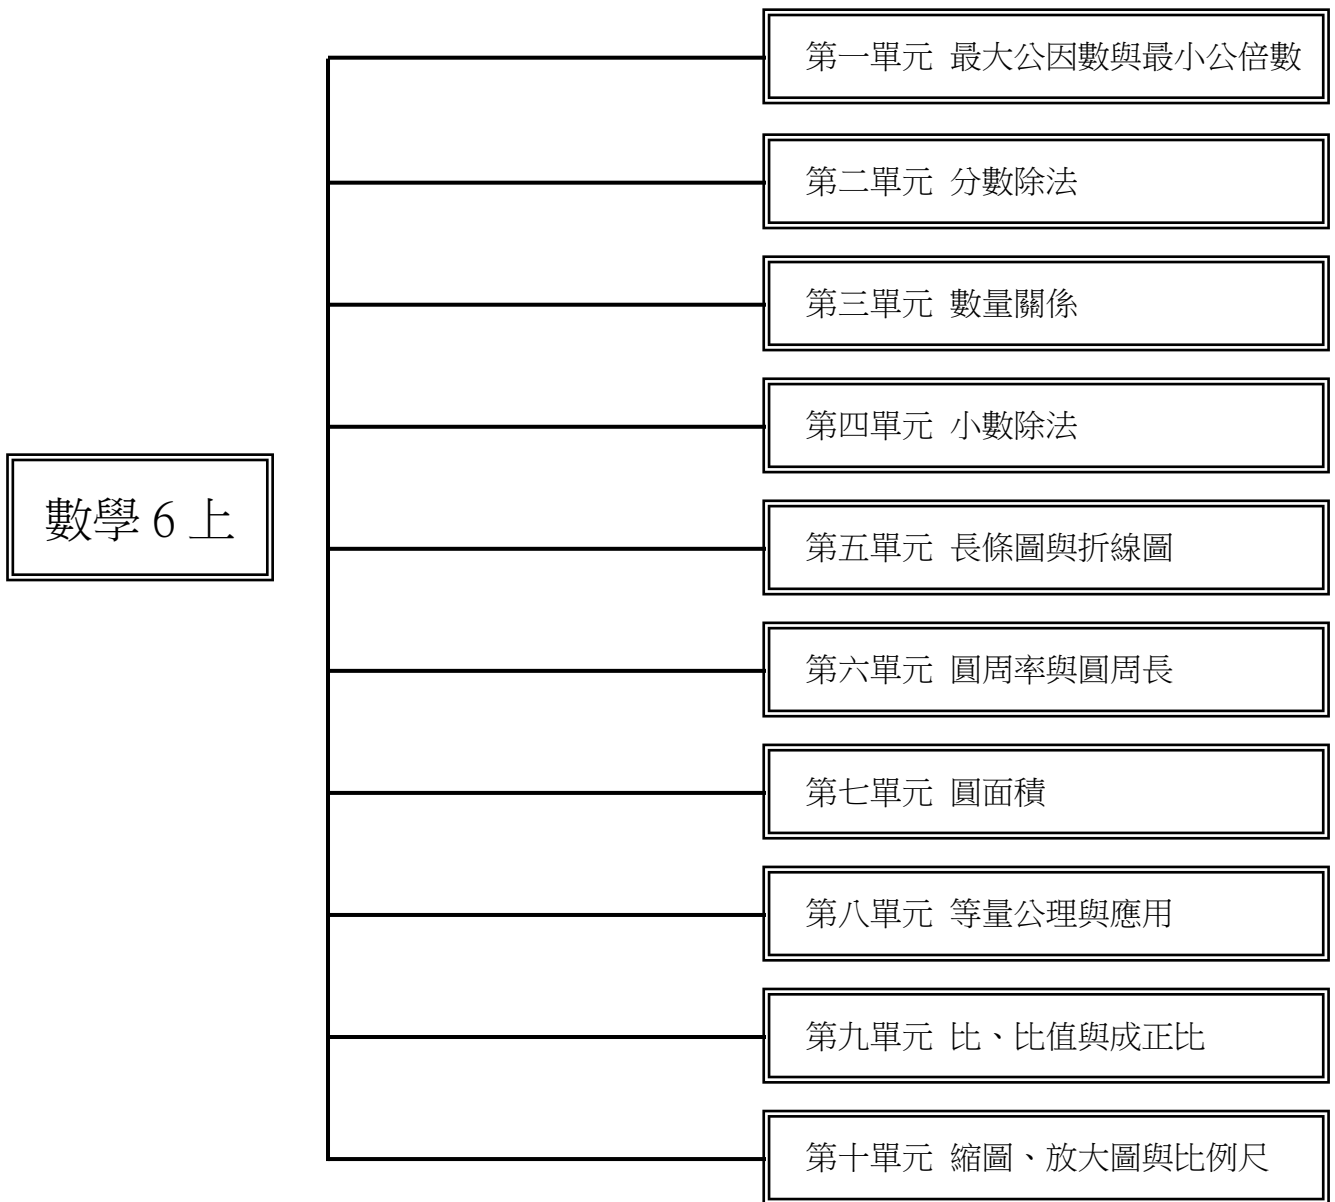 第一單元 最大公因數與最小公倍數
第二單元 分數除法
第三單元 數量關係
第四單元 小數除法
數學 6 上
第五單元 長條圖與折線圖
第六單元 圓周率與圓周長
第七單元 圓面積
第八單元 等量公理與應用
第九單元 比、比值與成正比
第十單元 縮圖、放大圖與比例尺